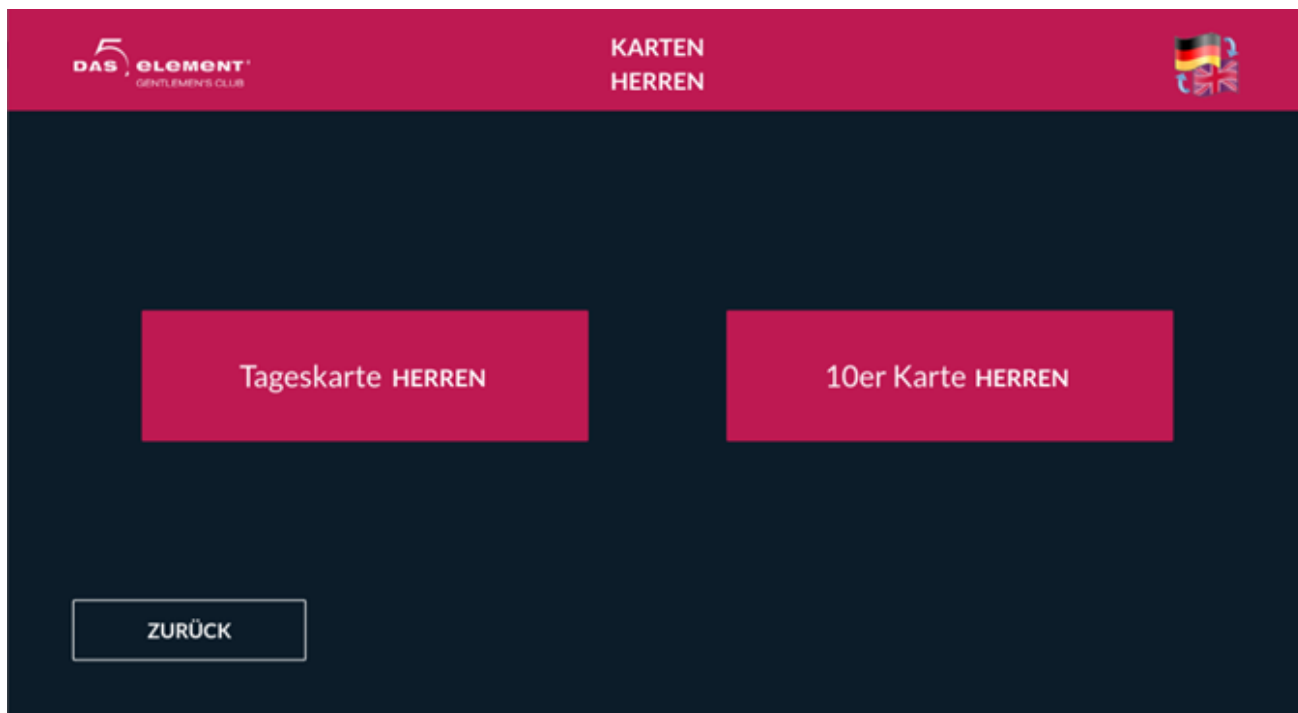 DAS 5 element
GENTLEMEN'S CLUB
KARTEN
HERREN
Tageskarte HERREN
10er Karte HERREN
ZURÜCK